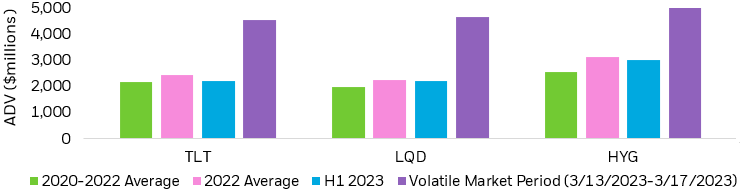 ADV ($millions)
5,000
4,000
3,000
2,000
1,000
0
TLT LQD HYG
2020-2022 Average 2022 Average H1 2023 Volatile Market Period (3/13/2023-3/17/2023)